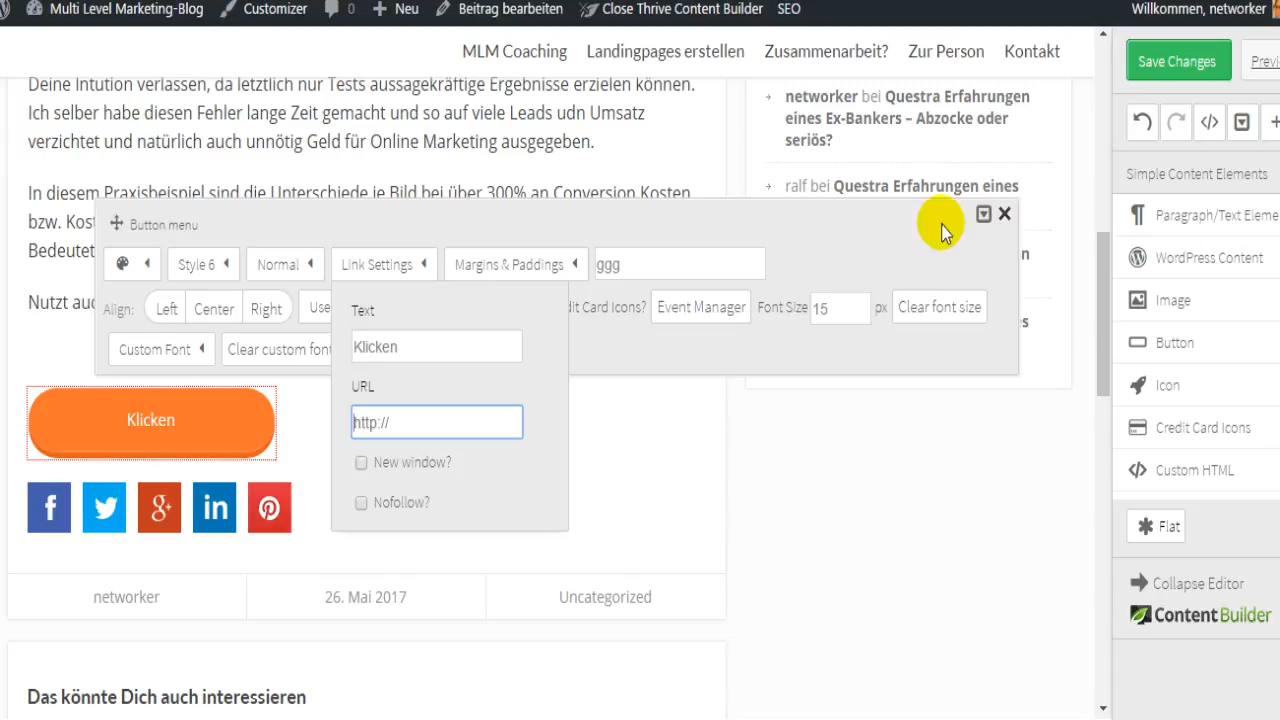 Multi Level Marketing-Blog Customizer 0 Neu Beitrag bearbeiten Close Thrive Content Builder SEO Willkommen, networker
MLM Coaching Landingpages erstellen Zusammenarbeit? Zur Person Kontakt
Deine Intution verlassen, da letztlich nur Tests aussagekräftige Ergebnisse erzielen können.
Ich selber habe diesen Fehler lange Zeit gemacht und so auf viele Leads udn Umsatz
verzichtet und natürlich auch unnötig Geld für Online Marketing ausgegeben.
In diesem Praxisbeispiel sind die Unterschiede je Bild bei über 300% an Conversion Kosten
bzw. Kos
Bedeutet
Nutzt auc
networker bei Questra Erfahrungen
eines Ex-Bankers – Abzocke oder
seriös?
ralf bei Questra Erfahrungen eines
n
s
Button menu
Style 6 Normal Link Settings Margins & Paddings ggg
Align: Left Center Right Use dit Card Icons? Event Manager Font Size 15 px Clear font size
Custom Font Clear custom font
Text
Klicken
URL
http://
New window?
Nofollow?
Klicken
f in
networker 26. Mai 2017 Uncategorized
Das könnte Dich auch interessieren
Save Changes Previ
Simple Content Elements
Paragraph/Text Eleme
WordPress Content
Image
Button
Icon
Credit Card Icons
Custom HTML
Flat
Collapse Editor
Content Builder